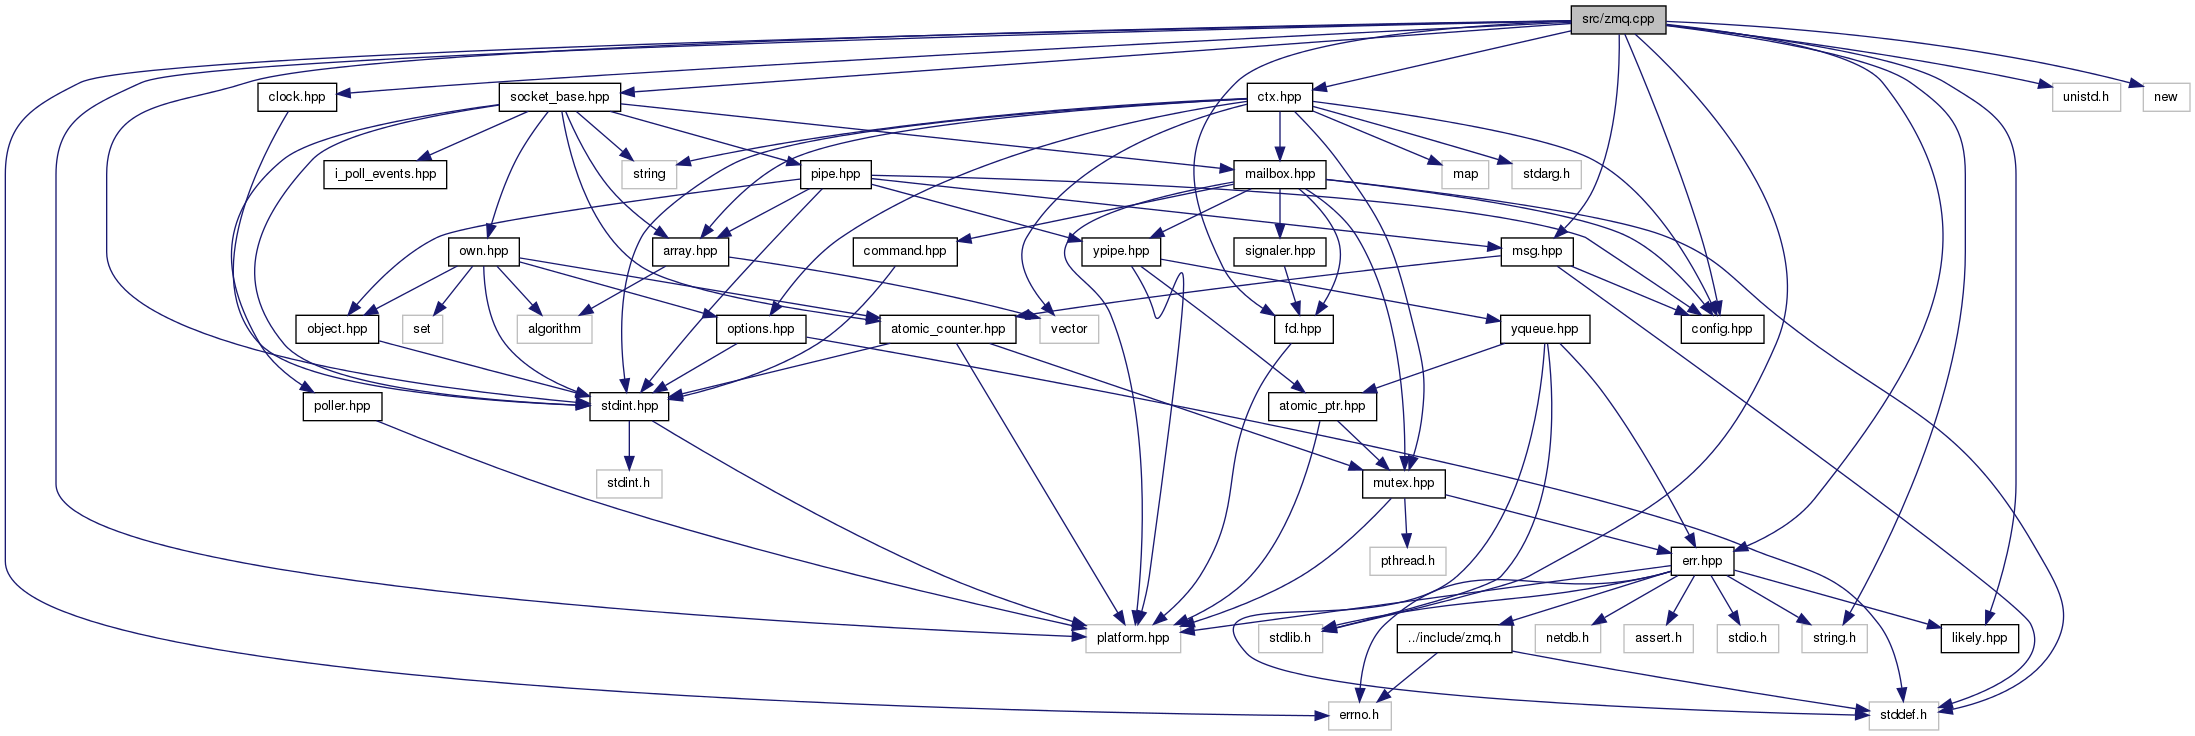 src/zmq.cpp
clock.hpp
socket_base.hpp
ctx.hpp
unistd.h
new
i_poll_events.hpp
string
pipe.hpp
mailbox.hpp
map
stdarg.h
own.hpp
array.hpp
command.hpp
ypipe.hpp
signaler.hpp
msg.hpp
object.hpp
set
algorithm
options.hpp
atomic_counter.hpp
vector
fd.hpp
yqueue.hpp
config.hpp
poller.hpp
stdint.hpp
atomic_ptr.hpp
stdint.h
mutex.hpp
pthread.h
err.hpp
platform.hpp
stdlib.h
../include/zmq.h
netdb.h
assert.h
stdio.h
string.h
likely.hpp
errno.h
stddef.h